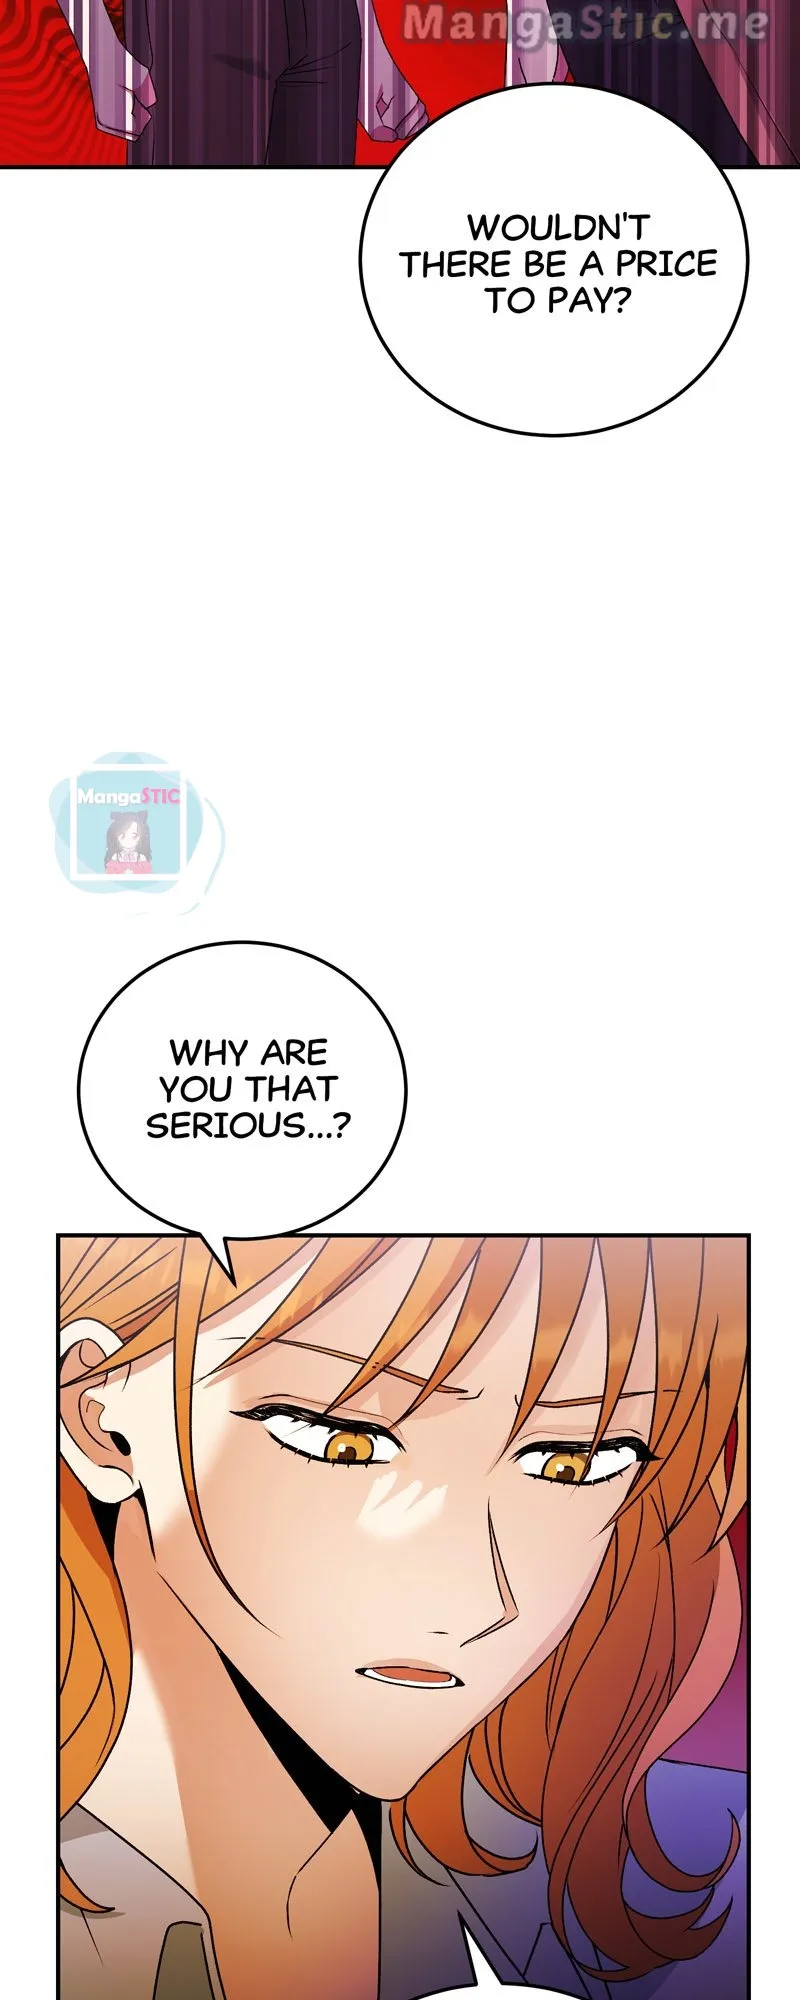 MangaStic.me
WOULDN'T
THERE BE A PRICE
TO PAY?
MangaSTIC
WHY ARE
YOU THAT
SERIOUS...?